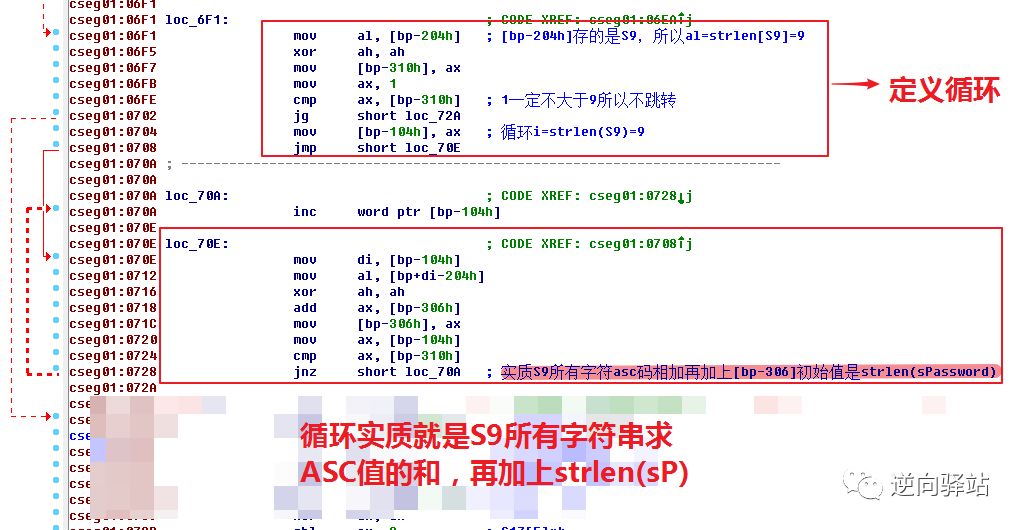 cseg01:06F1
cseg01:06F1 loc_6F1: ; CODE XREF: cseg01:06EA↑j
cseg01:06F1 mov al, [bp-204h] ; [bp-204h]存的是S9，所以al=strlen[S9]=9
cseg01:06F5 xor ah, ah
cseg01:06F7 mov [bp-310h], ax
cseg01:06FB mov ax, 1
cseg01:06FE cmp ax, [bp-310h] ; 1一定不大于9所以不跳转
cseg01:0702 jg short loc_72A
cseg01:0704 mov [bp-104h], ax ; 循环i=strlen(S9)=9
cseg01:0708 jmp short loc_70E
定义循环
cseg01:070A ; ---------------------------------------------------------------------------
cseg01:070A
cseg01:070A loc_70A: ; CODE XREF: cseg01:0728↓j
cseg01:070A inc word ptr [bp-104h]
cseg01:070E
cseg01:070E loc_70E: ; CODE XREF: cseg01:0708↑j
cseg01:070E mov di, [bp-104h]
cseg01:0712 mov al, [bp+di-204h]
cseg01:0716 xor ah, ah
cseg01:0718 add ax, [bp-306h]
cseg01:071C mov [bp-306h], ax
cseg01:0720 mov ax, [bp-104h]
cseg01:0724 cmp ax, [bp-310h]
cseg01:0728 jnz short loc_70A ; 实质S9所有字符asc码相加再加上[bp-306]初始值是strlen(sPassword)
cseg01:072A
循环实质就是S9所有字符串求
ASC值的和，再加上strlen(sP)
逆向驿站